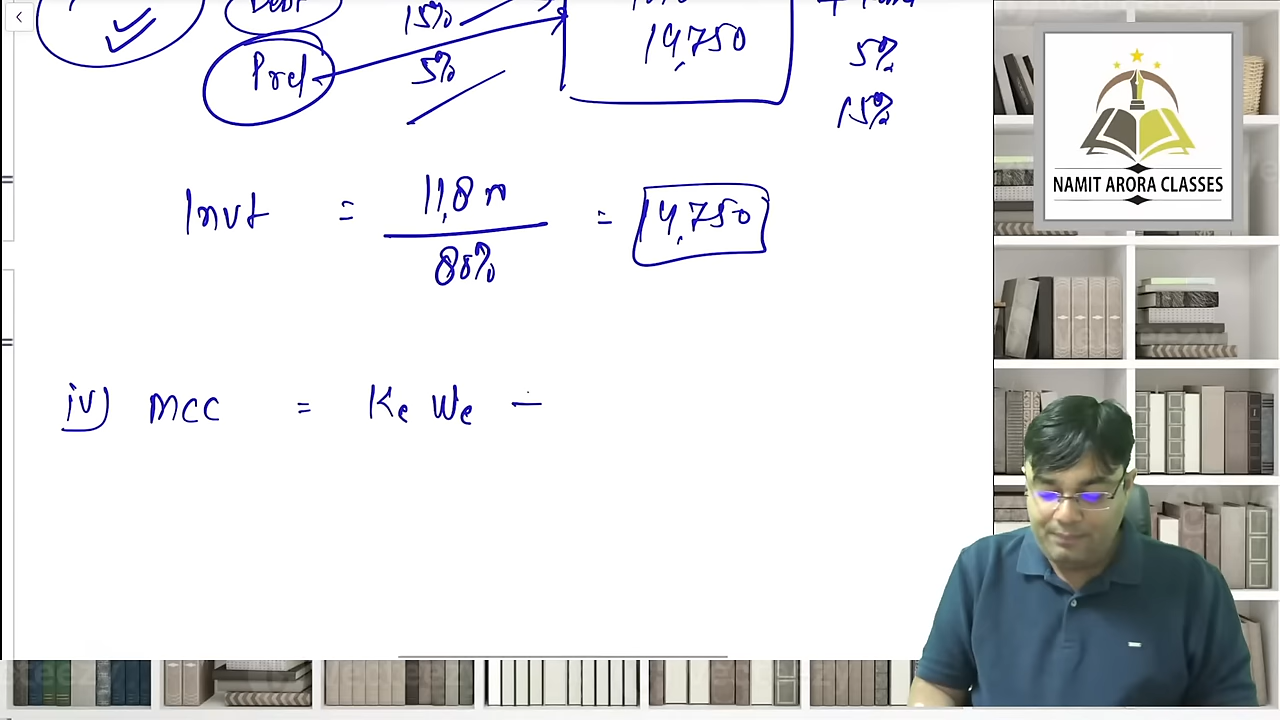 15%
14,750
5%
Pref
5%
15%
Invt = 11,8 / 80% = 14,750
iv) MCC = Ke We -
NAMIT ARORA CLASSES